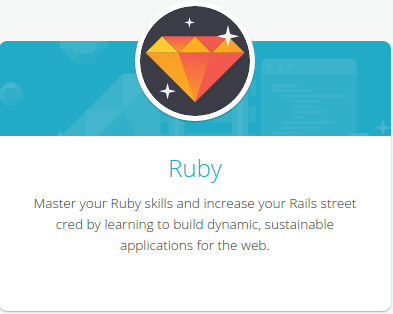 Ruby
Master your Ruby skills and increase your Rails street
cred by learning to build dynamic, sustainable
applications for the web.